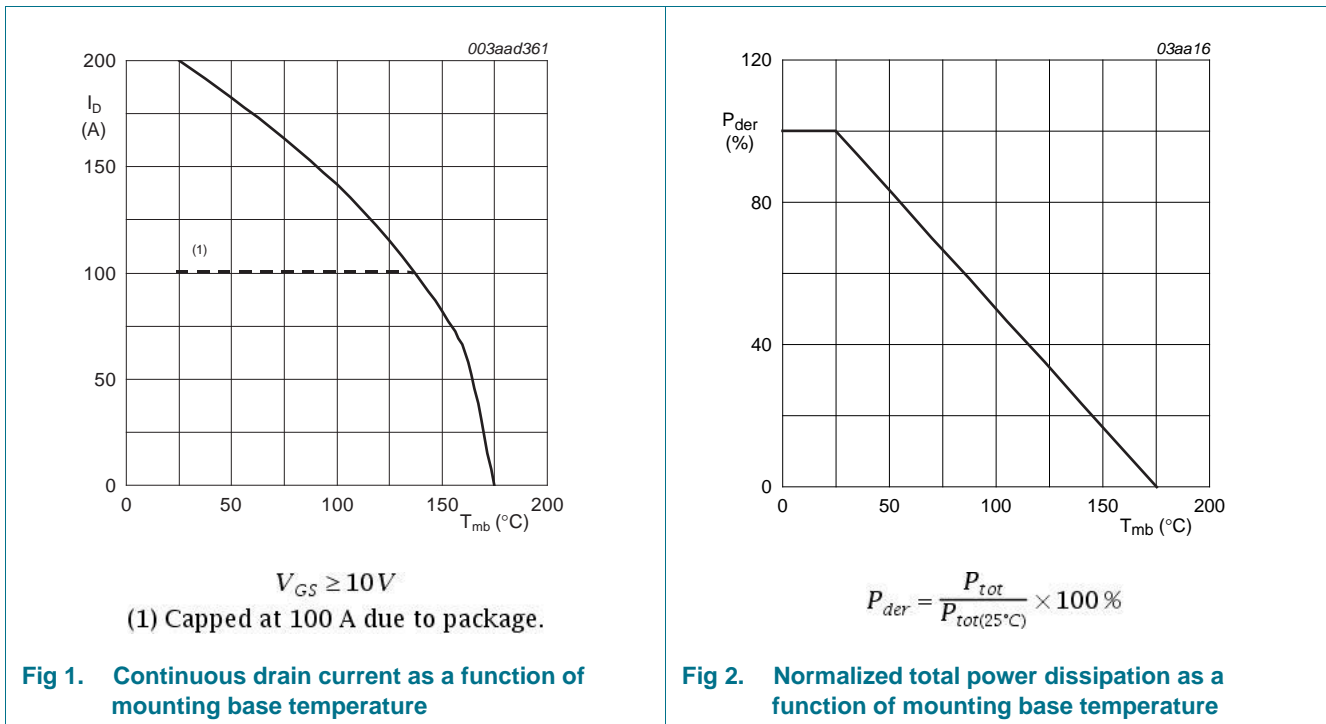 003aad361
200
I_D
(A)
150
(1)
100
50
0
0 50 100 150 200
T_mb (°C)
V_GS ≥ 10 V
(1) Capped at 100 A due to package.
Fig 1. Continuous drain current as a function of
mounting base temperature
03aa16
120
P_der
(%)
80
40
0
0 50 100 150 200
T_mb (°C)
P_der = P_tot / P_tot(25°C) × 100 %
Fig 2. Normalized total power dissipation as a
function of mounting base temperature